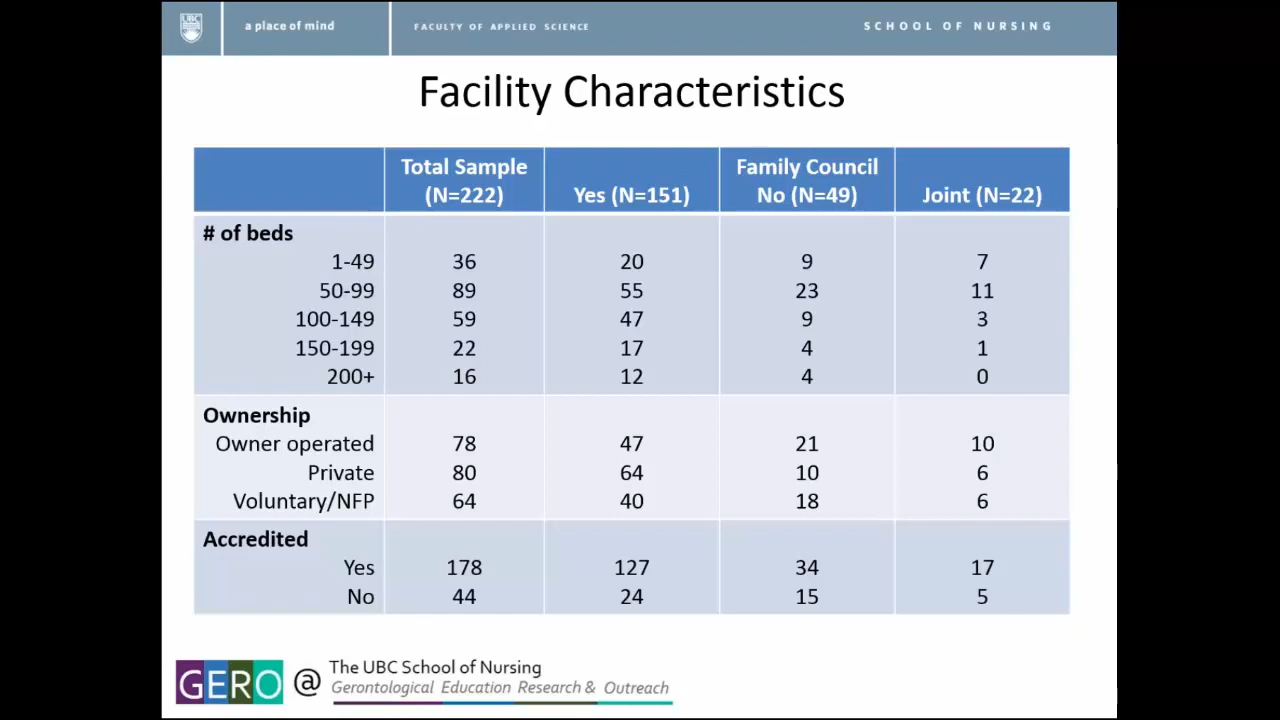 UBC
a place of mind
FACULTY OF APPLIED SCIENCE
SCHOOL OF NURSING
Facility Characteristics
Total Sample (N=222) Yes (N=151) Family Council No (N=49) Joint (N=22)
# of beds
1-49 36 20 9 7
50-99 89 55 23 11
100-149 59 47 9 3
150-199 22 17 4 1
200+ 16 12 4 0
Ownership
Owner operated 78 47 21 10
Private 80 64 10 6
Voluntary/NFP 64 40 18 6
Accredited
Yes 178 127 34 17
No 44 24 15 5
GERO @ The UBC School of Nursing
Gerontological Education Research & Outreach